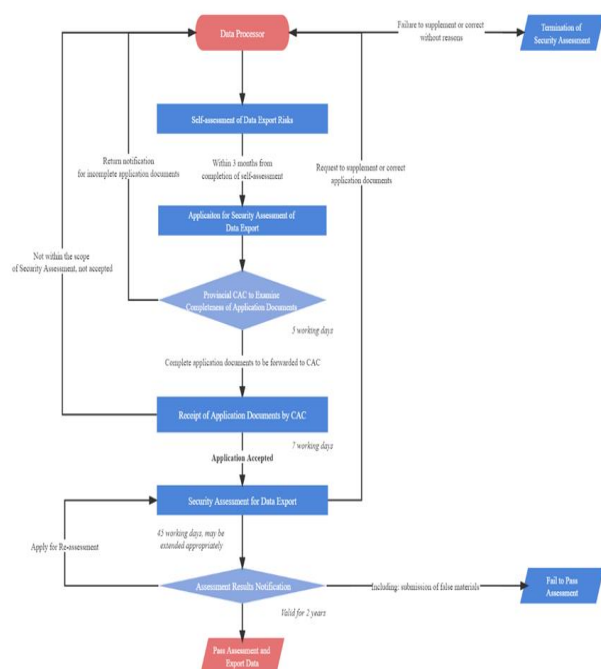 Data Processor
Failure to supplement or correct
without reasons
Termination of
Security Assessment
Self-assessment of Data Export Risks
Return notification
for incomplete application documents
Within 3 months from
completion of self-assessment
Request to supplement or correct
application documents
Applicaiton for Security Assessment of
Data Export
Not within the scope
of Security Assessment, not accepted
Provincial CAC to Examine
Completeness of Application Documents
5 working days
Complete application documents to be forwarded to CAC
Receipt of Application Documents by CAC
7 working days
Application Accepted
Security Assessment for Data Export
45 working days, may be
extended appropriately
Apply for Re-assessment
Assessment Results Notification
Including: submission of false materials
Fail to Pass
Assessment
Valid for 2 years
Pass Assessment and
Export Data